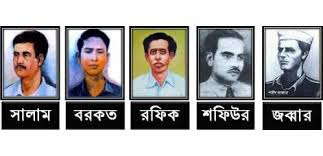 সালাম
বরকত
রফিক
শফিউর
জব্বার